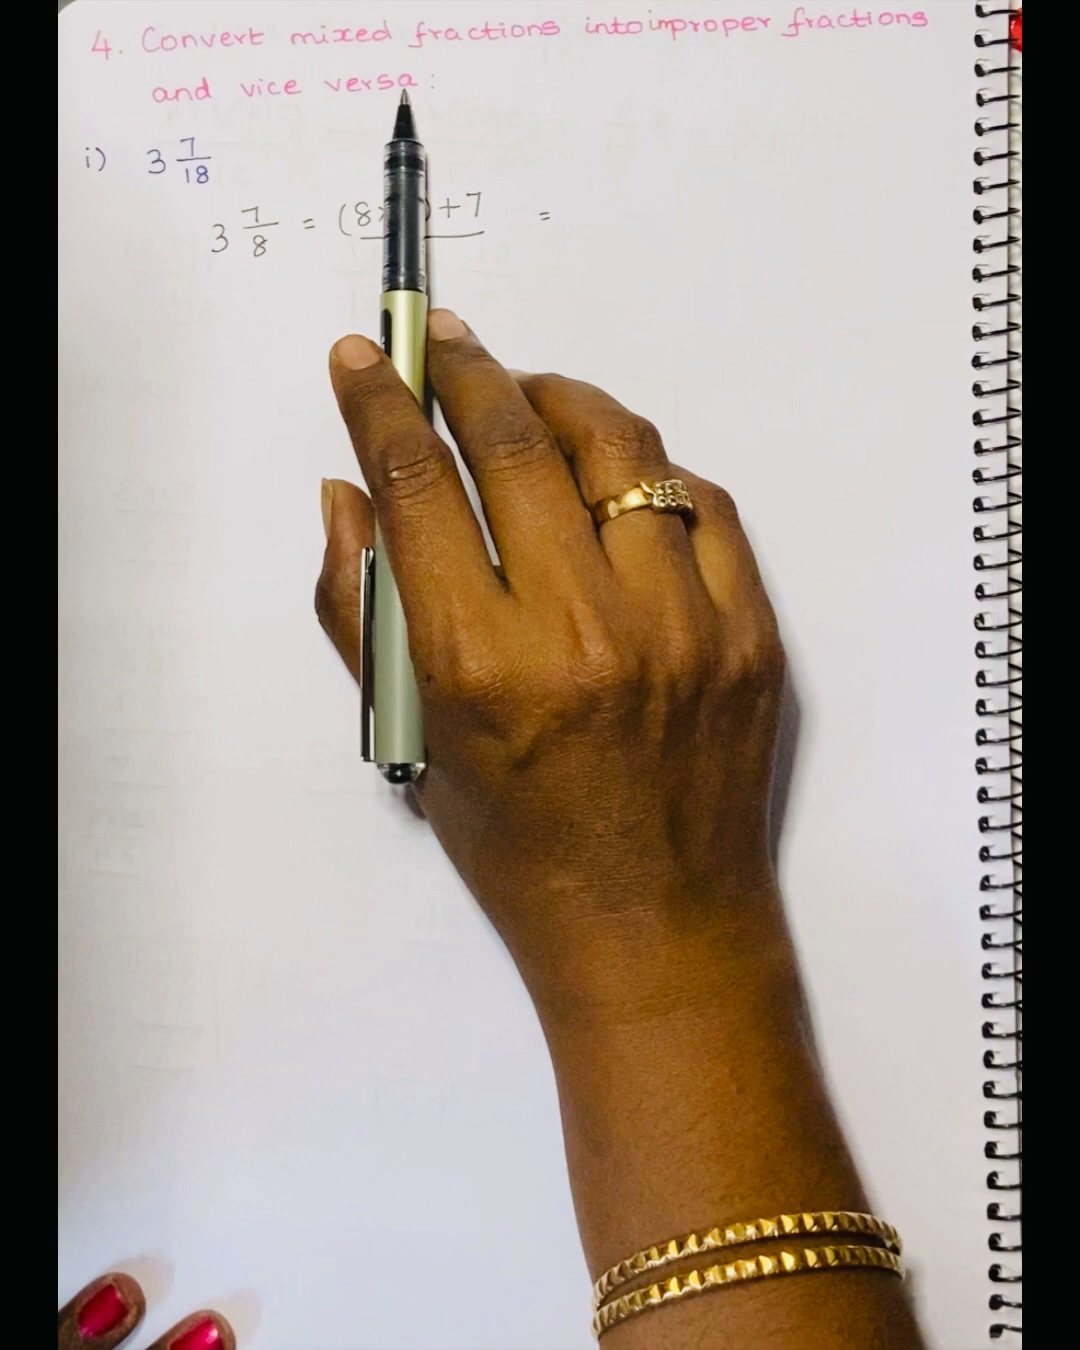 4. Convert mixed fractions into improper fractions
and vice versa:
i) 3 7/18
3 7/8 = (8 )+7 =